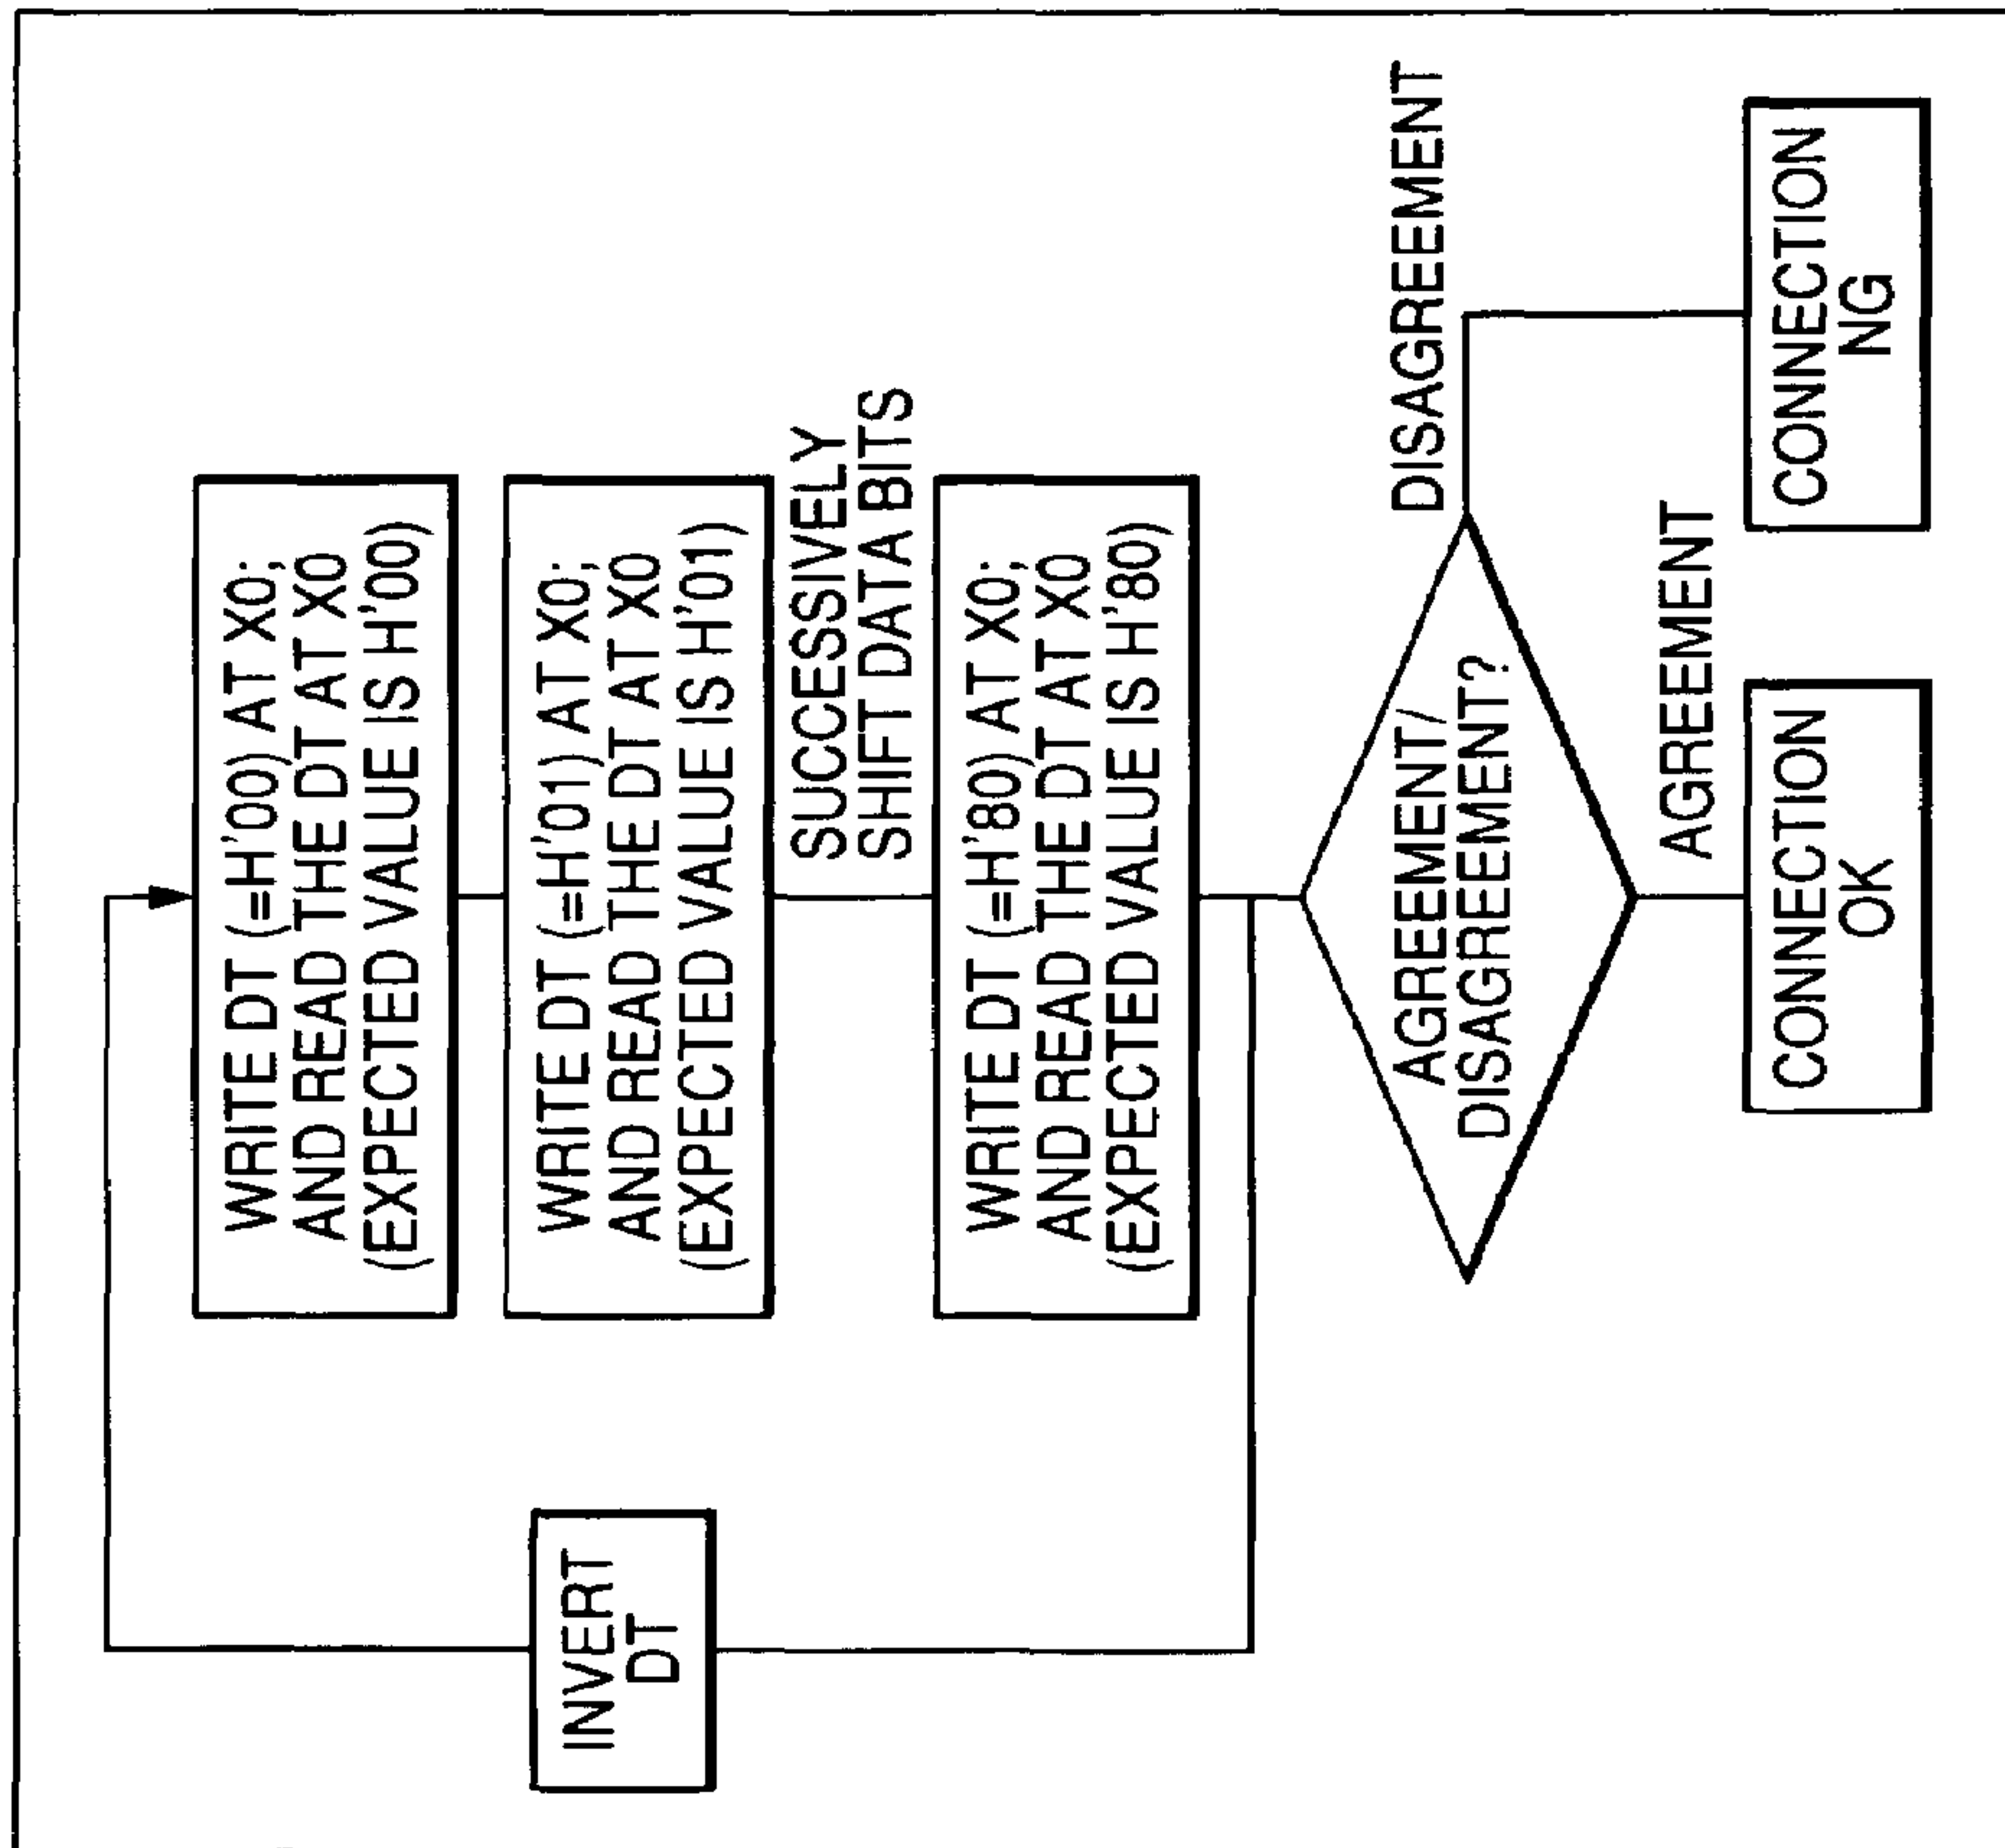 WRITE DT (=H'00) AT X0;
AND READ THE DT AT X0
(EXPECTED VALUE IS H'00)
WRITE DT (=H'01) AT X0;
AND READ THE DT AT X0
(EXPECTED VALUE IS H'01)
SUCCESSIVELY
SHIFT DATA BITS
WRITE DT (=H'80) AT X0;
AND READ THE DT AT X0
(EXPECTED VALUE IS H'80)
INVERT
DT
AGREEMENT/
DISAGREEMENT?
DISAGREEMENT
AGREEMENT
CONNECTION
OK
CONNECTION
NG